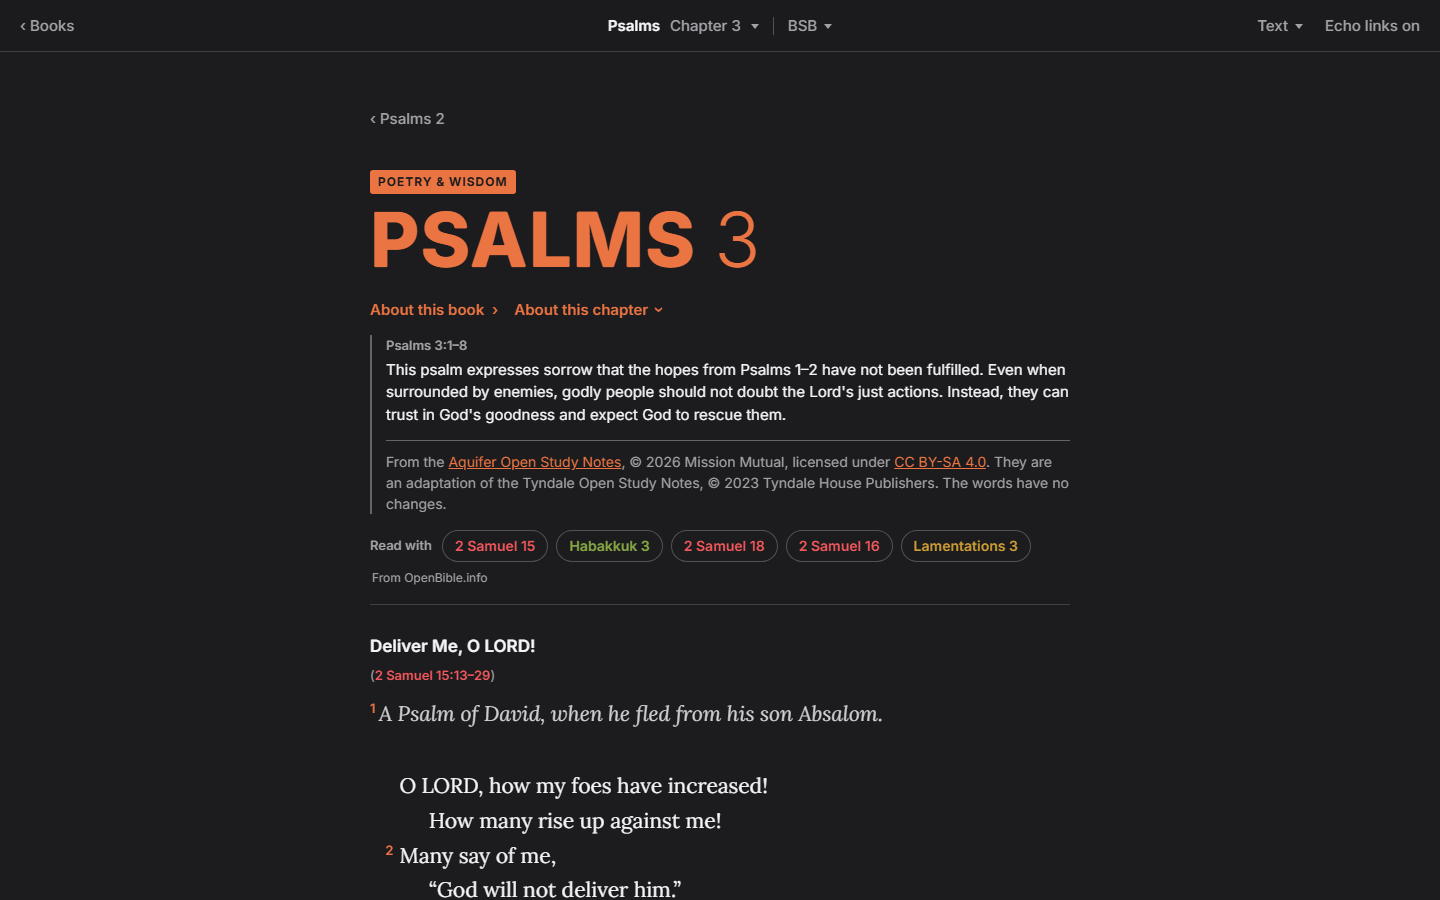 ‹ Books
Psalms Chapter 3
BSB
Text
Echo links on
‹ Psalms 2
POETRY & WISDOM
PSALMS 3
About this book ›
About this chapter
Psalms 3:1–8
This psalm expresses sorrow that the hopes from Psalms 1–2 have not been fulfilled. Even when
surrounded by enemies, godly people should not doubt the Lord's just actions. Instead, they can
trust in God's goodness and expect God to rescue them.
From the Aquifer Open Study Notes, © 2026 Mission Mutual, licensed under CC BY-SA 4.0. They are
an adaptation of the Tyndale Open Study Notes, © 2023 Tyndale House Publishers. The words have no
changes.
Read with 2 Samuel 15 Habakkuk 3 2 Samuel 18 2 Samuel 16 Lamentations 3
From OpenBible.info
Deliver Me, O LORD!
(2 Samuel 15:13–29)
1 A Psalm of David, when he fled from his son Absalom.
O LORD, how my foes have increased!
How many rise up against me!
2 Many say of me,
“God will not deliver him.”